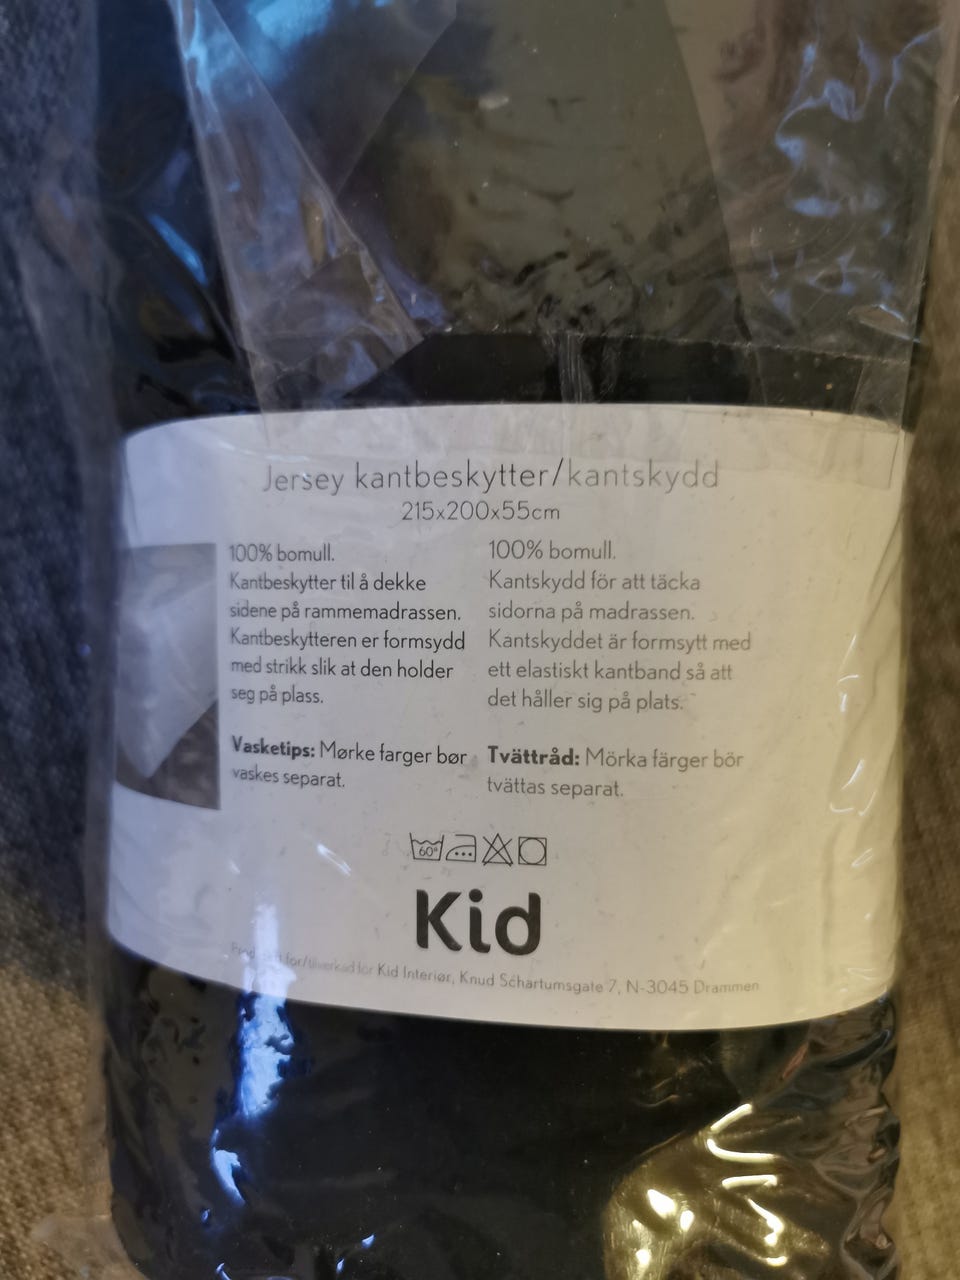 Jersey kantbeskytter/kantskydd
215x200x55cm
100% bomull.
Kantbeskytter til å dekke
sidene på rammemadrassen.
Kantbeskytteren er formsydd
med strikk slik at den holder
seg på plass.
Vasketips: Mørke farger bør
vaskes separat.
100% bomull.
Kantskydd för att täcka
sidorna på madrassen.
Kantskyddet är formsytt med
ett elastiskt kantband så att
det håller sig på plats.
Tvättråd: Mörka färger bör
tvättas separat.
60°
Kid
for/tillverkad for Kid Interiør, Knud Schartumsgate 7, N-3045 Drammen